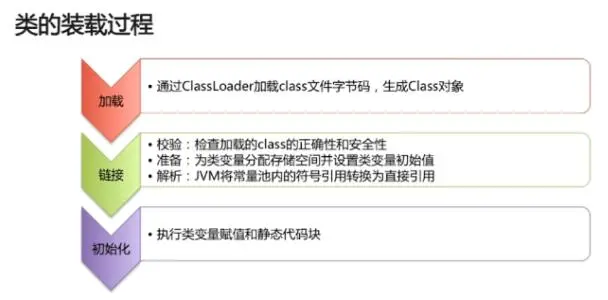 类的装载过程
加载
• 通过ClassLoader加载class文件字节码，生成Class对象
链接
• 校验：检查加载的class的正确性和安全性
• 准备：为类变量分配存储空间并设置类变量初始值
• 解析：JVM将常量池内的符号引用转换为直接引用
初始化
• 执行类变量赋值和静态代码块